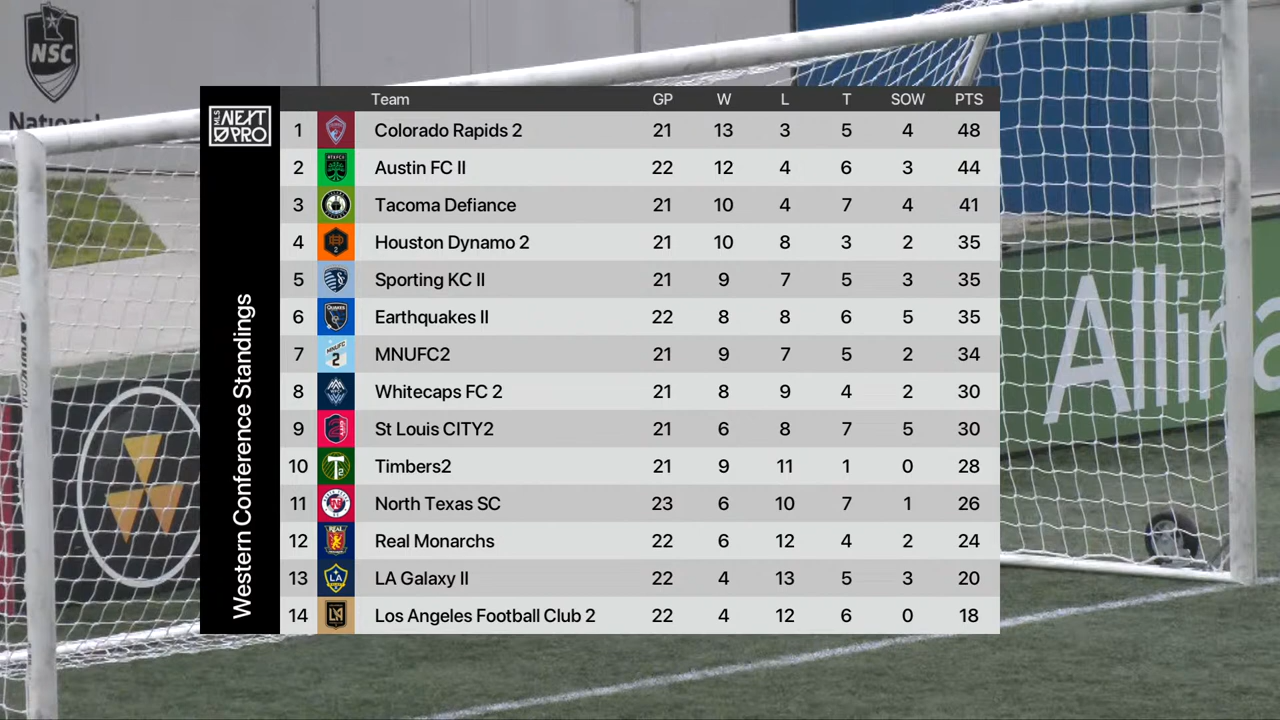 NSC
National
MLS
NEXT
PRO
Western Conference Standings
Team GP W L T SOW PTS
1 Colorado Rapids 2 21 13 3 5 4 48
2 Austin FC II 22 12 4 6 3 44
3 Tacoma Defiance 21 10 4 7 4 41
4 Houston Dynamo 2 21 10 8 3 2 35
5 Sporting KC II 21 9 7 5 3 35
6 Earthquakes II 22 8 8 6 5 35
7 MNUFC2 21 9 7 5 2 34
8 Whitecaps FC 2 21 8 9 4 2 30
9 St Louis CITY2 21 6 8 7 5 30
10 Timbers2 21 9 11 1 0 28
11 North Texas SC 23 6 10 7 1 26
12 Real Monarchs 22 6 12 4 2 24
13 LA Galaxy II 22 4 13 5 3 20
14 Los Angeles Football Club 2 22 4 12 6 0 18
Allina